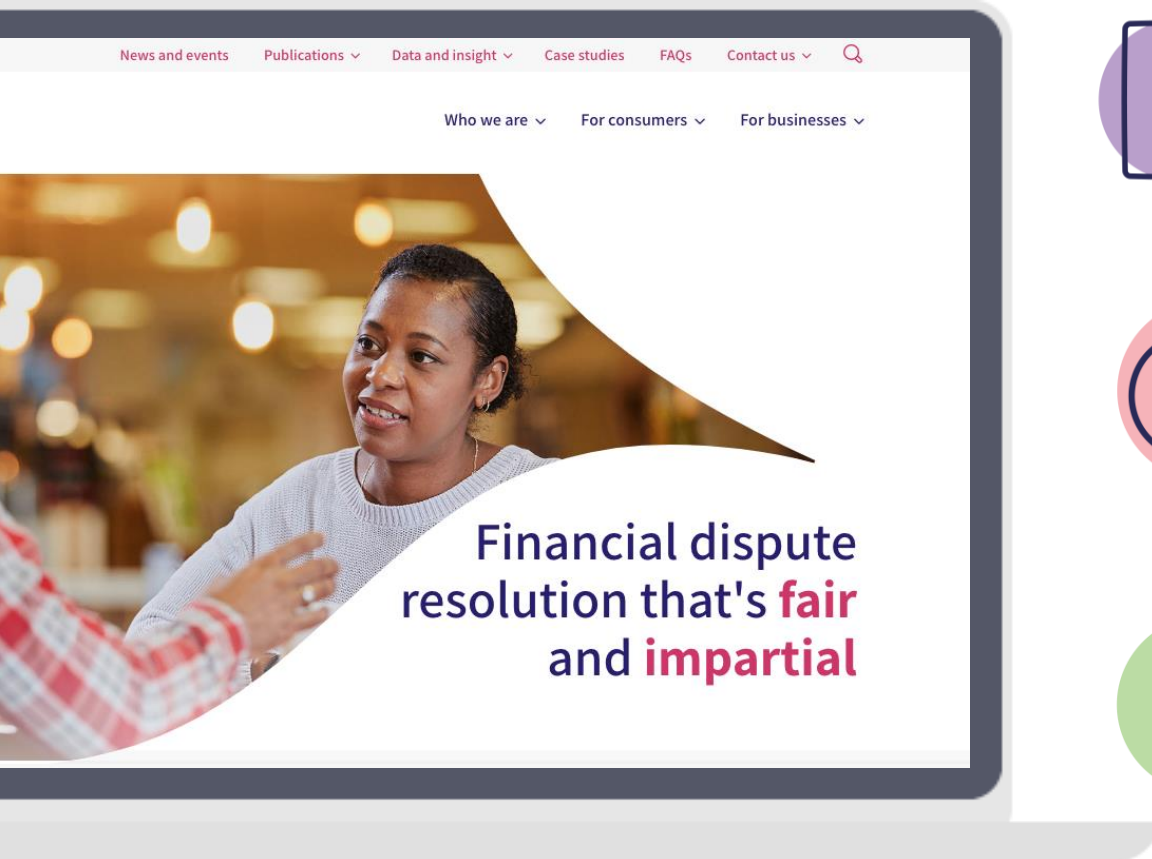 News and events Publications Data and insight Case studies FAQs Contact us
Who we are For consumers For businesses
Financial dispute
resolution that's fair
and impartial